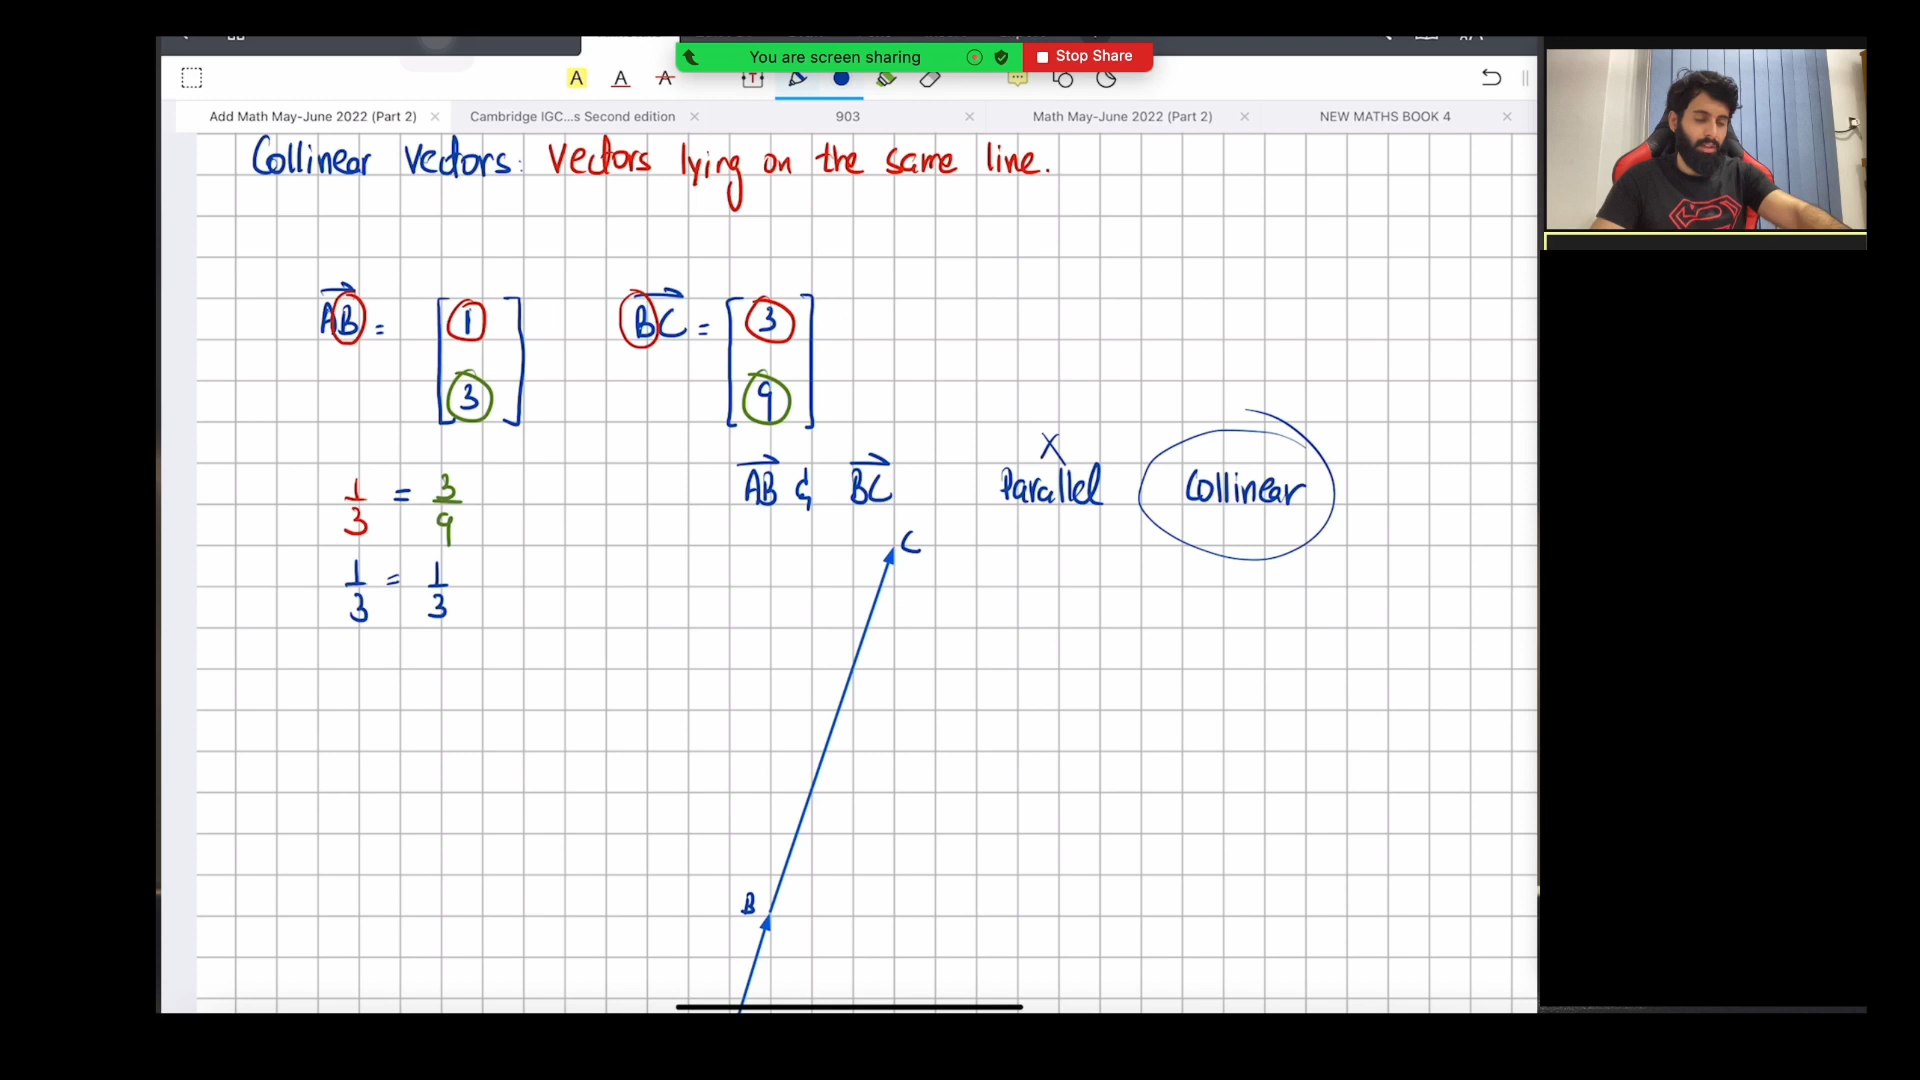 You are screen sharing
Stop Share
Add Math May-June 2022 (Part 2)
Cambridge IGC...s Second edition
903
Math May-June 2022 (Part 2)
NEW MATHS BOOK 4
Collinear Vectors: Vectors lying on the same line.
AB = [1 3] BC = [3 9]
X
AB & BC Parallel Collinear
1/3 = 3/9
1/3 = 1/3
C
B